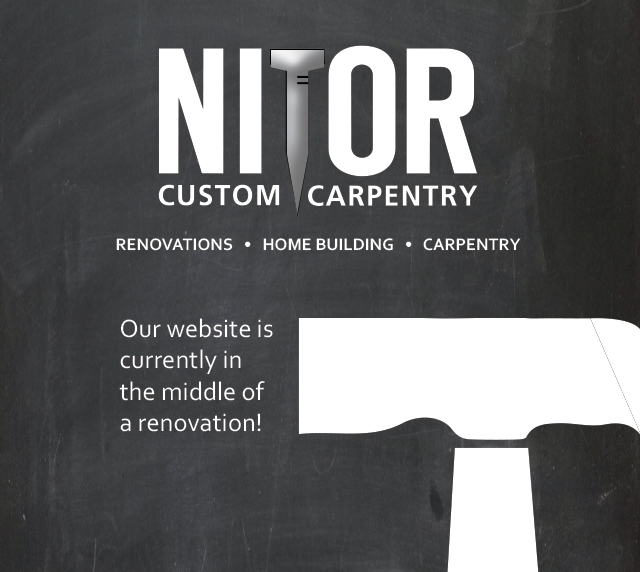 NITOR
CUSTOM CARPENTRY
RENOVATIONS • HOME BUILDING • CARPENTRY
Our website is
currently in
the middle of
a renovation!